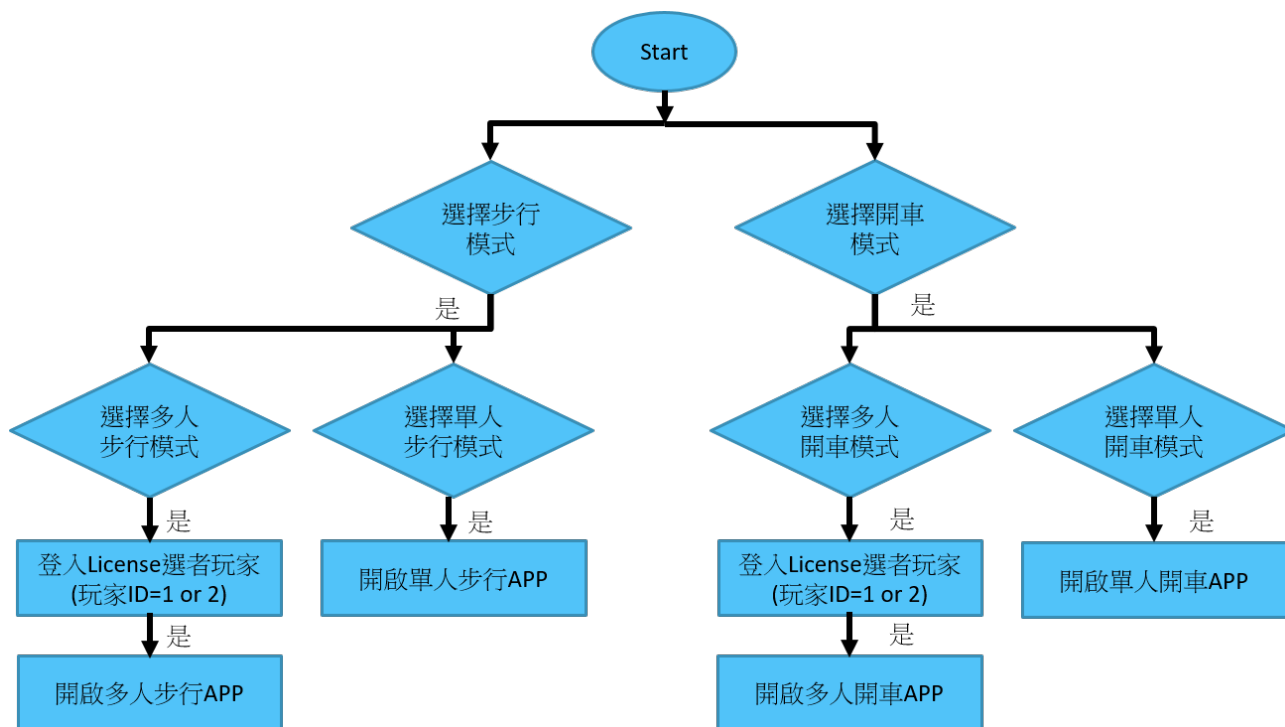 Start
選擇步行
模式
選擇開車
模式
是
是
選擇多人
步行模式
選擇單人
步行模式
選擇多人
開車模式
選擇單人
開車模式
是
是
是
是
登入License選者玩家
(玩家ID=1 or 2)
開啟單人步行APP
登入License選者玩家
(玩家ID=1 or 2)
開啟單人開車APP
是
是
開啟多人步行APP
開啟多人開車APP